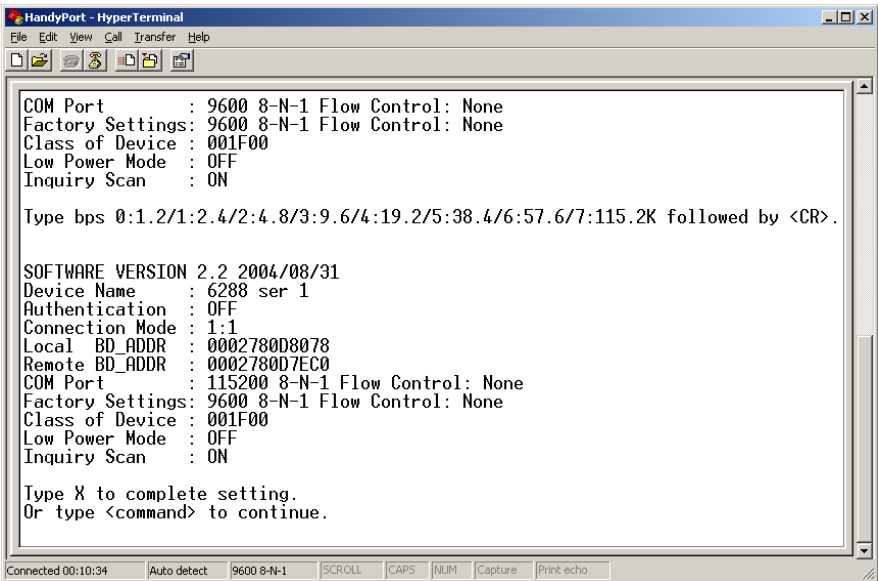 HandyPort - HyperTerminal
File Edit View Call Transfer Help
COM Port : 9600 8-N-1 Flow Control: None
Factory Settings: 9600 8-N-1 Flow Control: None
Class of Device : 001F00
Low Power Mode : OFF
Inquiry Scan : ON
Type bps 0:1.2/1:2.4/2:4.8/3:9.6/4:19.2/5:38.4/6:57.6/7:115.2K followed by <CR>.
SOFTWARE VERSION 2.2 2004/08/31
Device Name : 6288 ser 1
Authentication : OFF
Connection Mode : 1:1
Local BD_ADDR : 0002780D8078
Remote BD_ADDR : 0002780D7EC0
COM Port : 115200 8-N-1 Flow Control: None
Factory Settings: 9600 8-N-1 Flow Control: None
Class of Device : 001F00
Low Power Mode : OFF
Inquiry Scan : ON
Type X to complete setting.
Or type <command> to continue.
Connected 00:10:34 Auto detect 9600 8-N-1 SCROLL CAPS NUM Capture Print echo